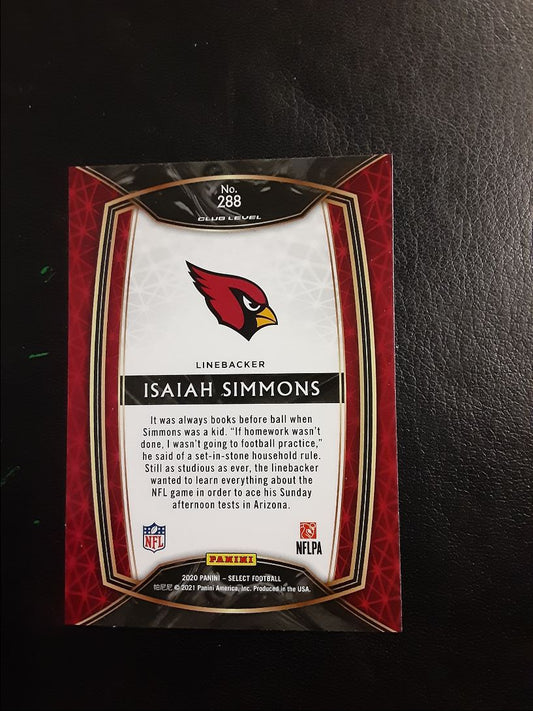 No.
288
CLUB LEVEL
LINEBACKER
ISAIAH SIMMONS
It was always books before ball when
Simmons was a kid. “If homework wasn’t
done, I wasn’t going to football practice,”
he said of a set-in-stone household rule.
Still as studious as ever, the linebacker
wanted to learn everything about the
NFL game in order to ace his Sunday
afternoon tests in Arizona.
NFL
NFLPA
PANINI
2020 PANINI – SELECT FOOTBALL
帕尼尼 © 2021 Panini America, Inc. Produced in the USA.